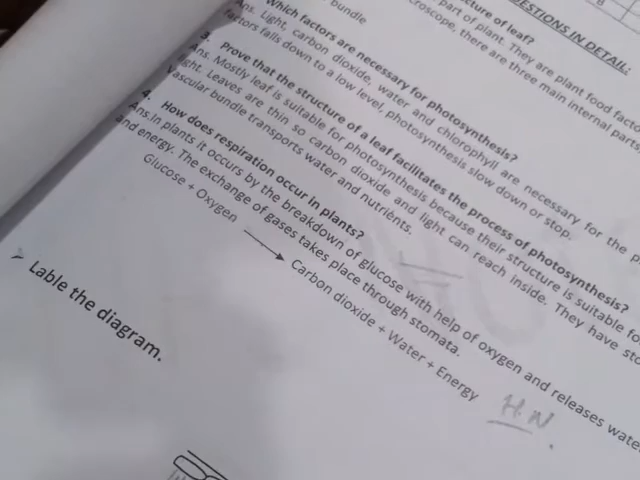 bundle
cture of leaf?
part of plant. They are plant food facto
croscope, there are three main internal parts,
ESTIONS IN DETAIL:
Which factors are necessary for photosynthesis?
Ans. Light, carbon dioxide, water and chlorophyll are necessary for the p
factors falls down to a low level, photosynthesis slow down or stop.
3. Prove that the structure of a leaf facilitates the process of photosynthesis?
Ans. Mostly leaf is suitable for photosynthesis because their structure is suitable fo
light. Leaves are thin so carbon dioxide and light can reach inside. They have sto
vascular bundle transports water and nutrients.
4. How does respiration occur in plants?
Ans.In plants it occurs by the breakdown of glucose with help of oxygen and releases wate
and energy. The exchange of gases takes place through stomata.
Glucose + Oxygen → Carbon dioxide + Water + Energy
H.W
➢ Lable the diagram.